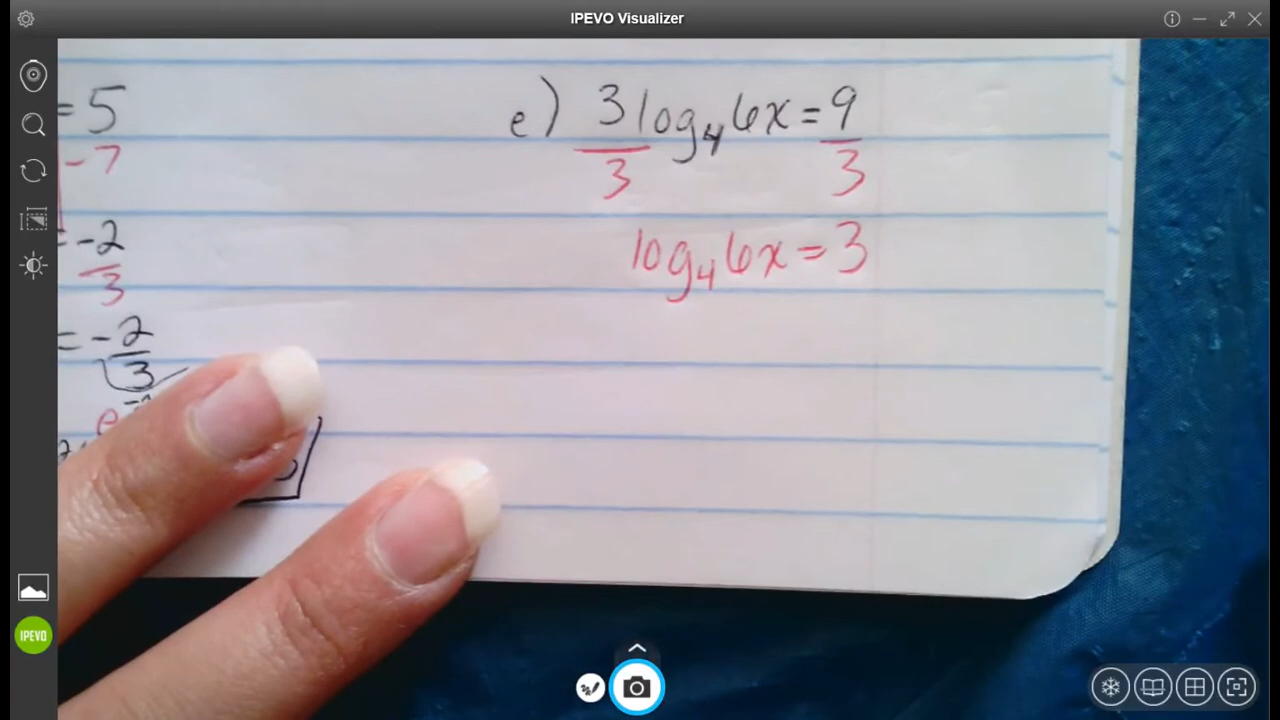 IPEVO Visualizer
= 5
-7
= -2
3
= -2
3
e
e) 3log₄6x = 9
3 3
log₄6x = 3
IPEVO